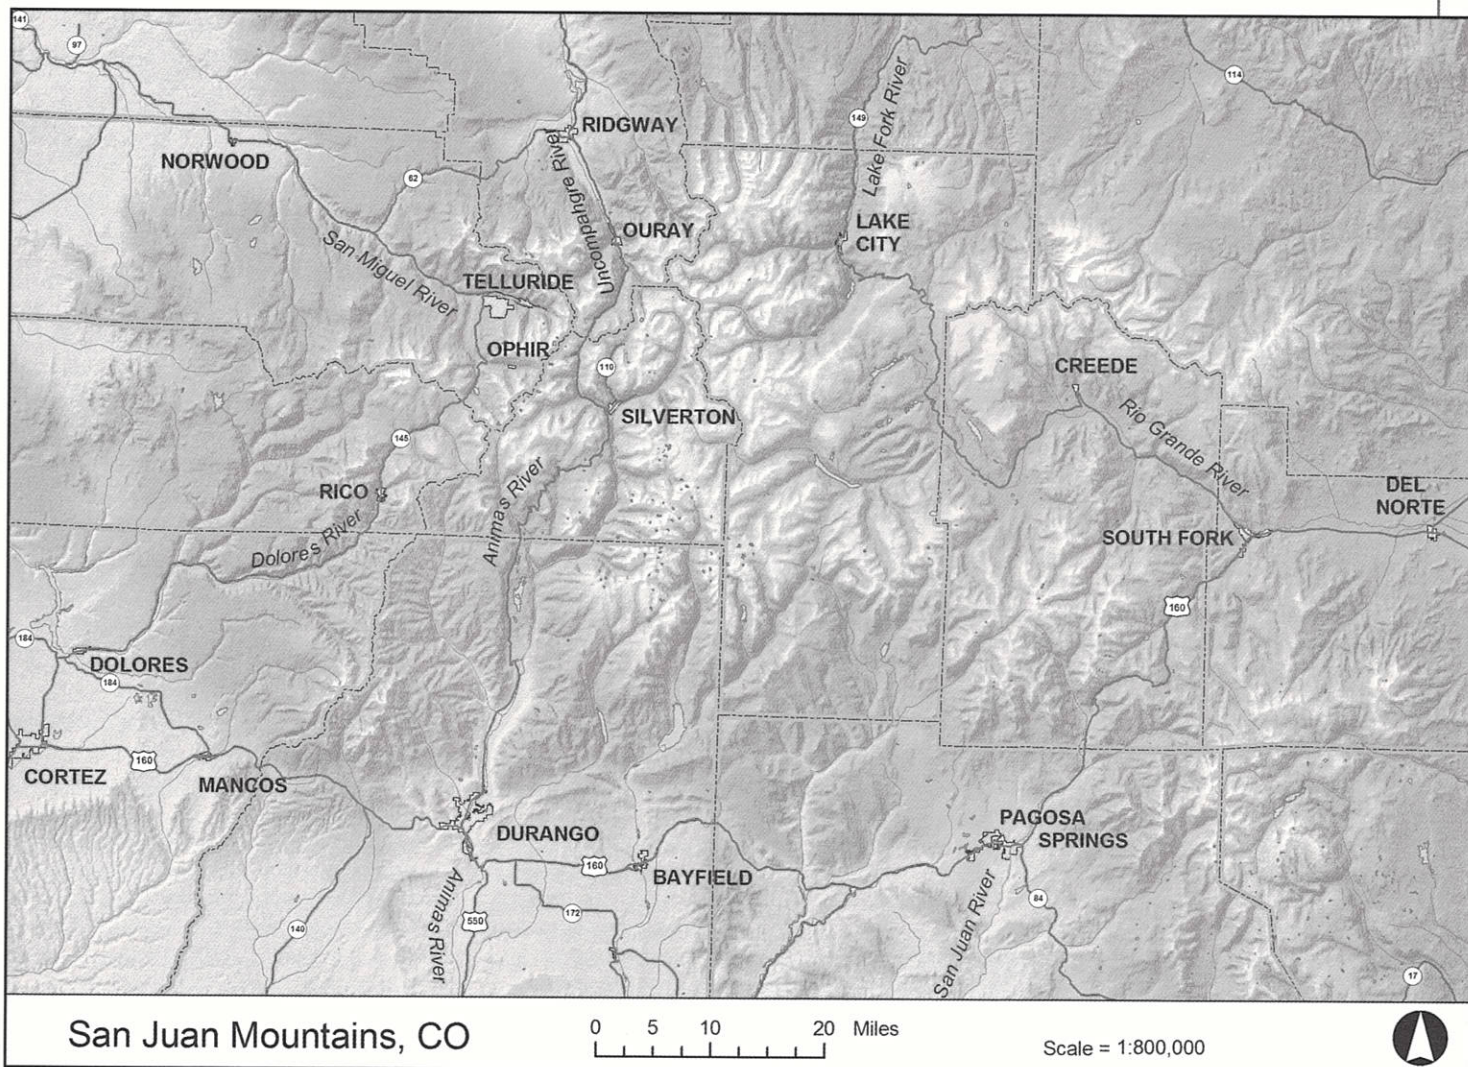 141
97
114
RIDGWAY
149
Lake Fork River
NORWOOD
62
Uncompahgre River
OURAY
LAKE
CITY
San Miguel River
TELLURIDE
OPHIR
110
CREEDE
SILVERTON
Rio Grande River
145
RICO
Animas River
DEL
NORTE
Dolores River
SOUTH FORK
160
184
DOLORES
184
CORTEZ
160
MANCOS
DURANGO
PAGOSA
SPRINGS
160
BAYFIELD
Animas River
550
172
140
84
San Juan River
17
San Juan Mountains, CO
0 5 10 20 Miles
Scale = 1:800,000